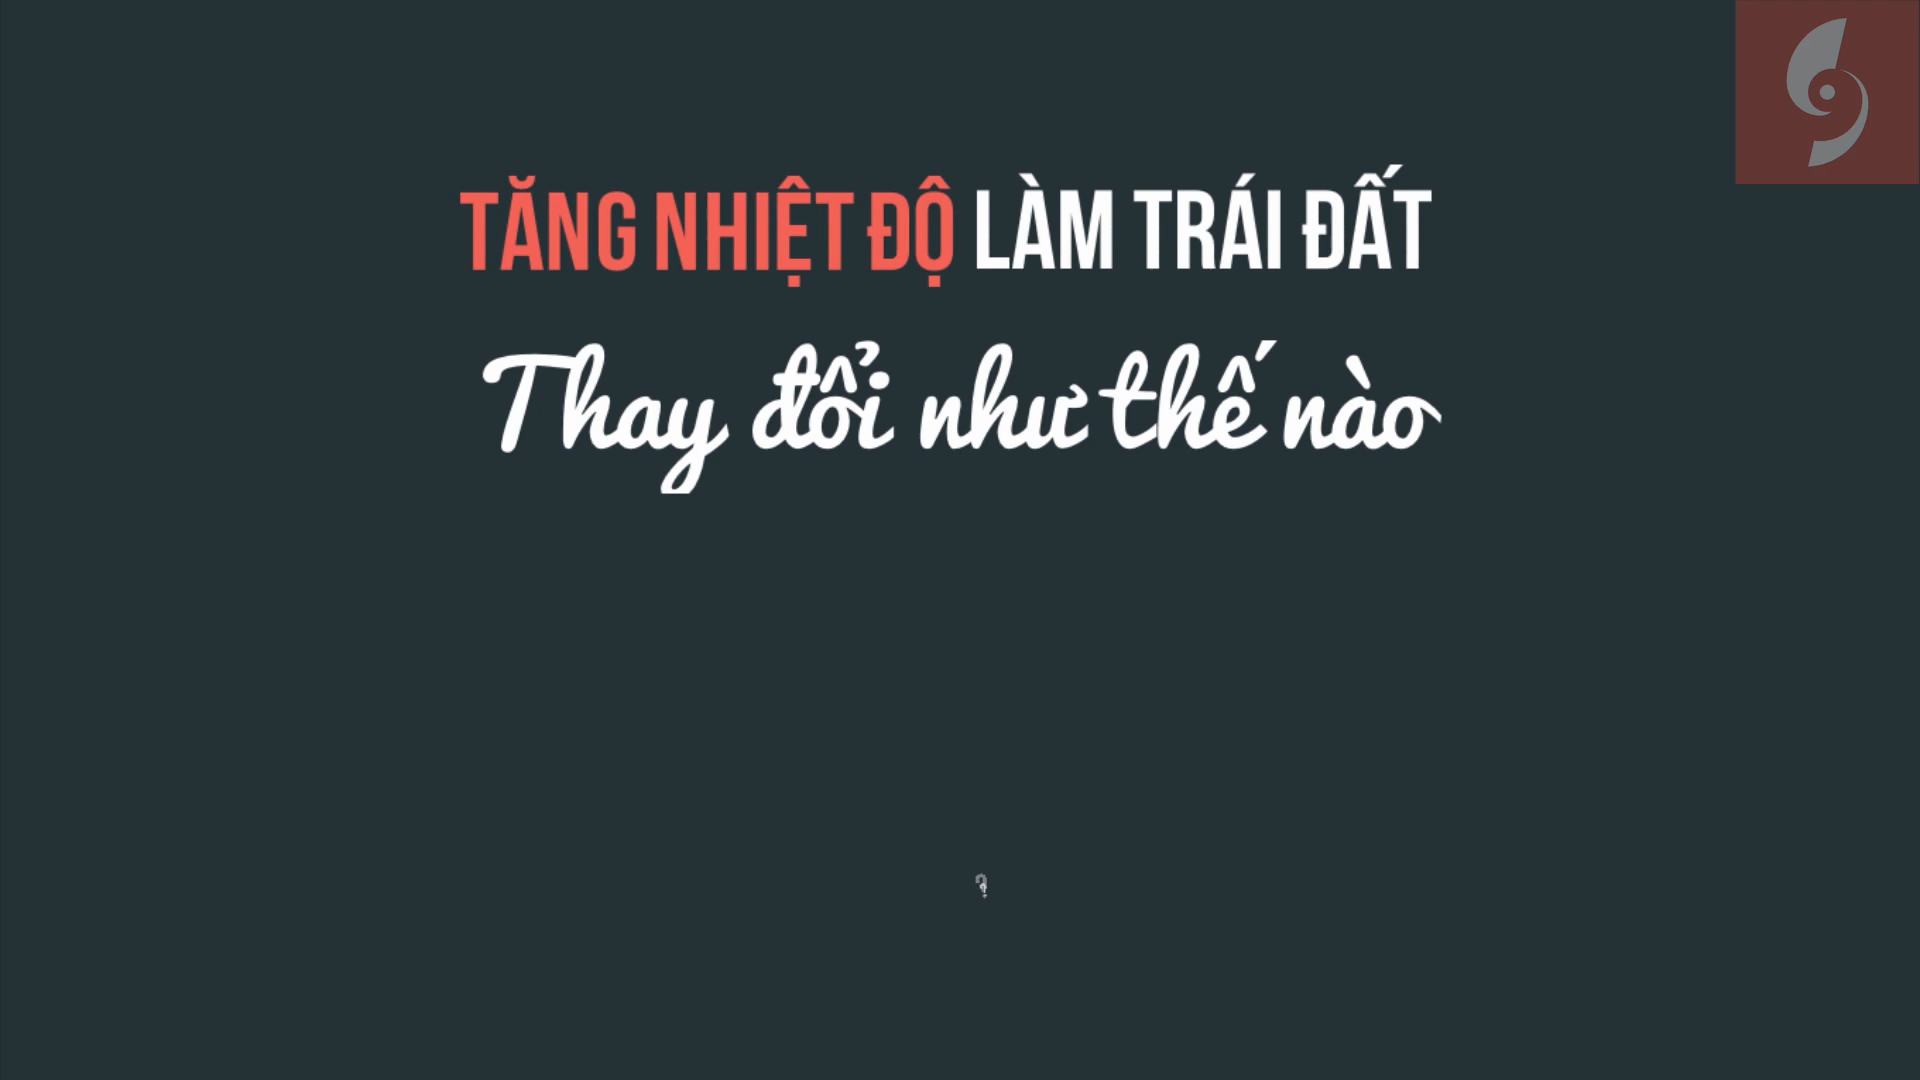 TĂNG NHIỆT ĐỘ LÀM TRÁI ĐẤT
Thay đổi như thế nào
?